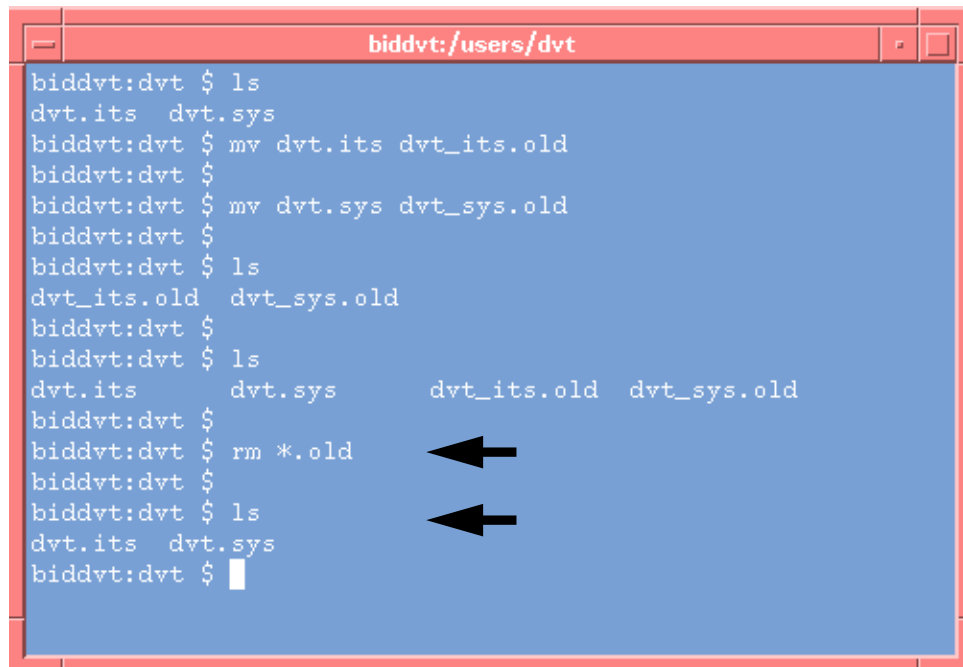 biddvt:/users/dvt
biddvt:dvt $ ls
dvt.its  dvt.sys
biddvt:dvt $ mv dvt.its dvt_its.old
biddvt:dvt $
biddvt:dvt $ mv dvt.sys dvt_sys.old
biddvt:dvt $
biddvt:dvt $ ls
dvt_its.old  dvt_sys.old
biddvt:dvt $
biddvt:dvt $ ls
dvt.its      dvt.sys      dvt_its.old  dvt_sys.old
biddvt:dvt $
biddvt:dvt $ rm *.old
biddvt:dvt $
biddvt:dvt $ ls
dvt.its  dvt.sys
biddvt:dvt $